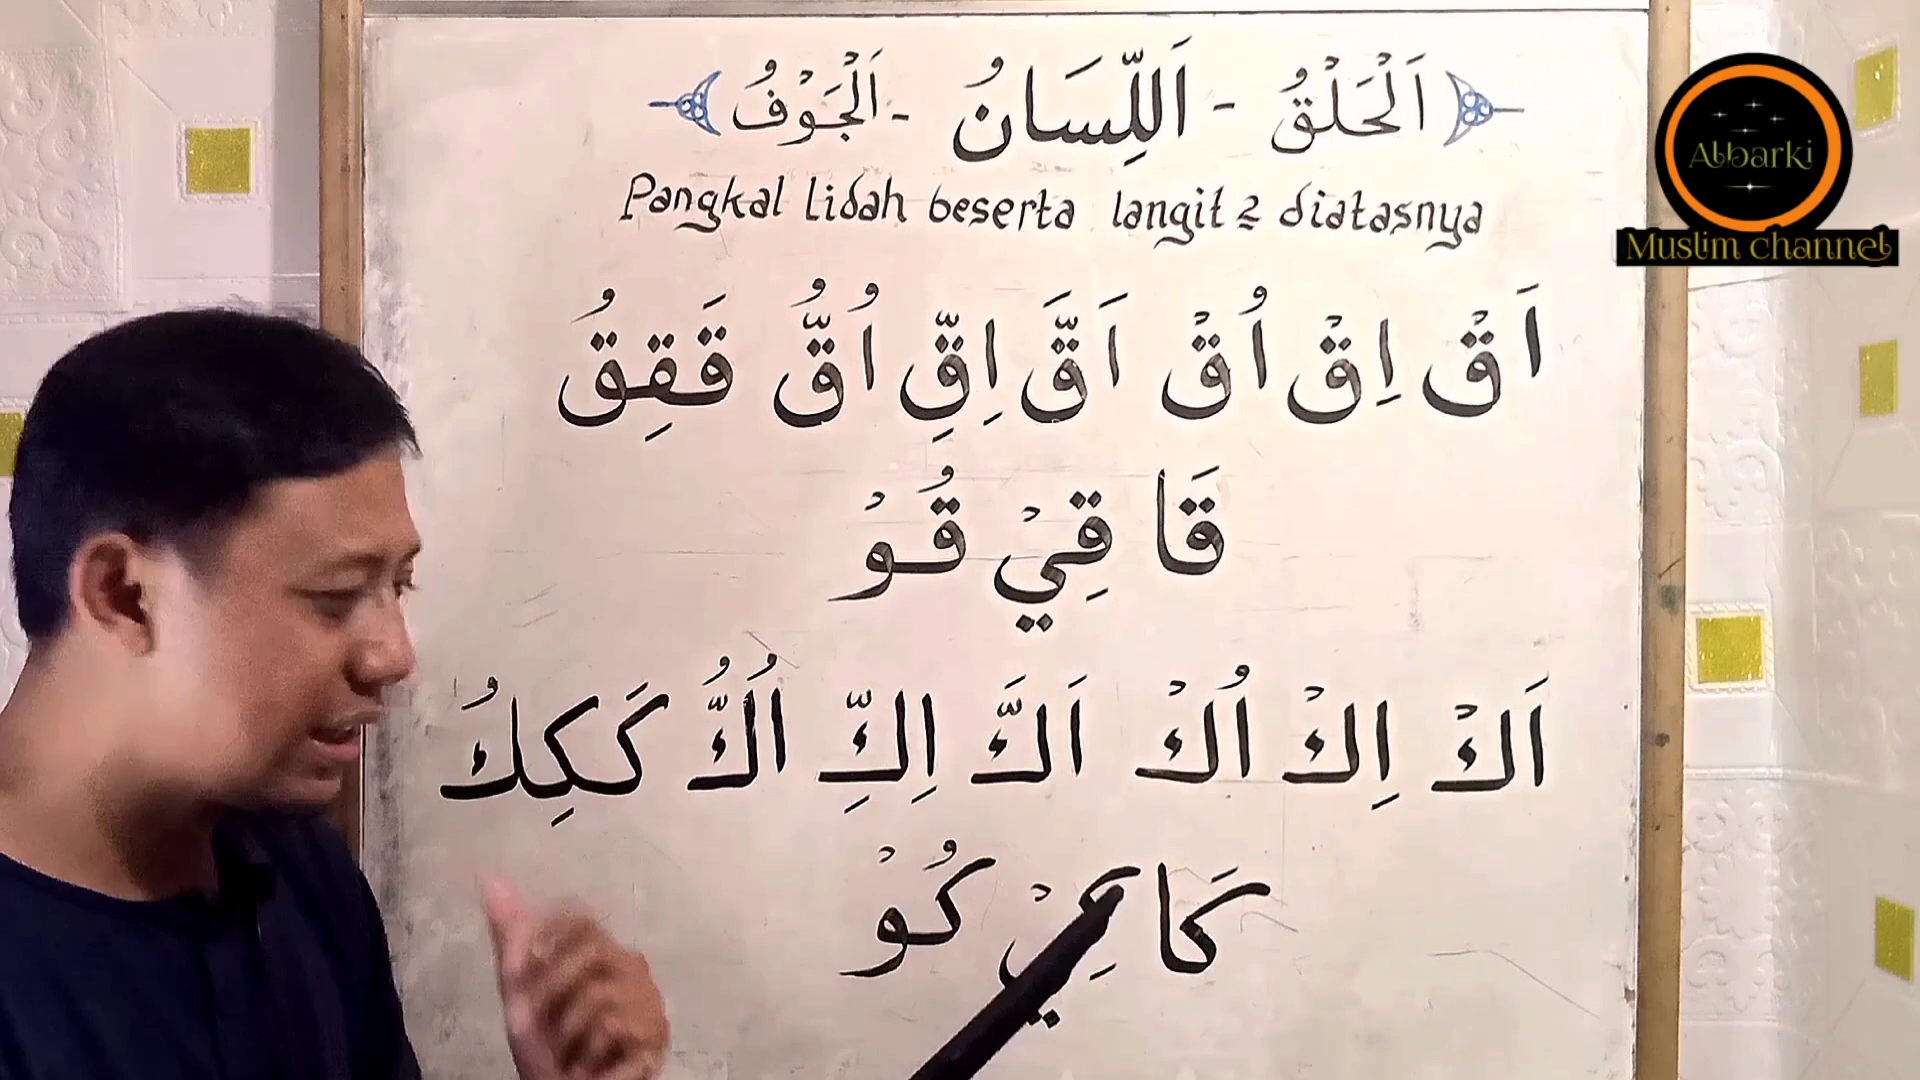 اَلْحَلْقُ - اَللِّسَانُ - اَلْجَوْفُ
Pangkal lidah beserta langit2 diatasnya
اَقْ اِقْ اُقْ اَقَّ اِقِّ اُقُّ قَقِقُ
قَا قِيْ قُوْ
اَكْ اِكْ اُكْ اَكَّ اِكِّ اُكُّ كَكِكُ
كَا كِيْ كُوْ
Abbarki
Muslim channel